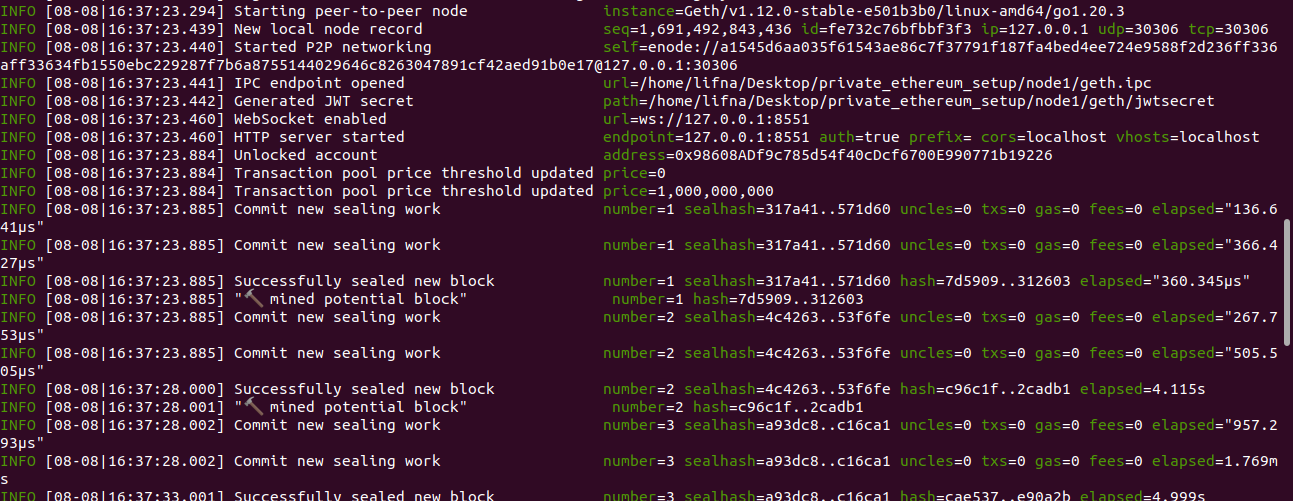 INFO [08-08|16:37:23.294] Starting peer-to-peer node instance=Geth/v1.12.0-stable-e501b3b0/linux-amd64/go1.20.3
INFO [08-08|16:37:23.439] New local node record seq=1,691,492,843,436 id=fe732c76bfbbf3f3 ip=127.0.0.1 udp=30306 tcp=30306
INFO [08-08|16:37:23.440] Started P2P networking self=enode://a1545d6aa035f61543ae86c7f37791f187fa4bed4ee724e9588f2d236ff336
aff33634fb1550ebc229287f7b6a8755144029646c8263047891cf42aed91b0e17@127.0.0.1:30306
INFO [08-08|16:37:23.441] IPC endpoint opened url=/home/lifna/Desktop/private_ethereum_setup/node1/geth.ipc
INFO [08-08|16:37:23.442] Generated JWT secret path=/home/lifna/Desktop/private_ethereum_setup/node1/geth/jwtsecret
INFO [08-08|16:37:23.460] WebSocket enabled url=ws://127.0.0.1:8551
INFO [08-08|16:37:23.460] HTTP server started endpoint=127.0.0.1:8551 auth=true prefix= cors=localhost vhosts=localhost
INFO [08-08|16:37:23.884] Unlocked account address=0x98608ADf9c785d54f40cDcf6700E990771b19226
INFO [08-08|16:37:23.884] Transaction pool price threshold updated price=0
INFO [08-08|16:37:23.884] Transaction pool price threshold updated price=1,000,000,000
INFO [08-08|16:37:23.885] Commit new sealing work number=1 sealhash=317a41..571d60 uncles=0 txs=0 gas=0 fees=0 elapsed="136.6
41µs"
INFO [08-08|16:37:23.885] Commit new sealing work number=1 sealhash=317a41..571d60 uncles=0 txs=0 gas=0 fees=0 elapsed="366.4
27µs"
INFO [08-08|16:37:23.885] Successfully sealed new block number=1 sealhash=317a41..571d60 hash=7d5909..312603 elapsed="360.345µs"
INFO [08-08|16:37:23.885] "🔨 mined potential block" number=1 hash=7d5909..312603
INFO [08-08|16:37:23.885] Commit new sealing work number=2 sealhash=4c4263..53f6fe uncles=0 txs=0 gas=0 fees=0 elapsed="267.7
53µs"
INFO [08-08|16:37:23.885] Commit new sealing work number=2 sealhash=4c4263..53f6fe uncles=0 txs=0 gas=0 fees=0 elapsed="505.5
05µs"
INFO [08-08|16:37:28.000] Successfully sealed new block number=2 sealhash=4c4263..53f6fe hash=c96c1f..2cadb1 elapsed=4.115s
INFO [08-08|16:37:28.001] "🔨 mined potential block" number=2 hash=c96c1f..2cadb1
INFO [08-08|16:37:28.002] Commit new sealing work number=3 sealhash=a93dc8..c16ca1 uncles=0 txs=0 gas=0 fees=0 elapsed="957.2
93µs"
INFO [08-08|16:37:28.002] Commit new sealing work number=3 sealhash=a93dc8..c16ca1 uncles=0 txs=0 gas=0 fees=0 elapsed=1.769m
s
INFO [08-08|16:37:33.001] Successfully sealed new block number=3 sealhash=a93dc8..c16ca1 hash=cae537..e90a2b elapsed=4.999s